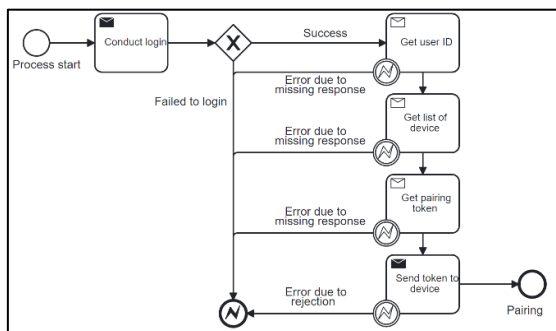 Conduct login
Success
Get user ID
Process start
Error due to
missing response
Failed to login
Get list of
device
Error due to
missing response
Get pairing
token
Error due to
missing response
Send token to
device
Error due to
rejection
Pairing